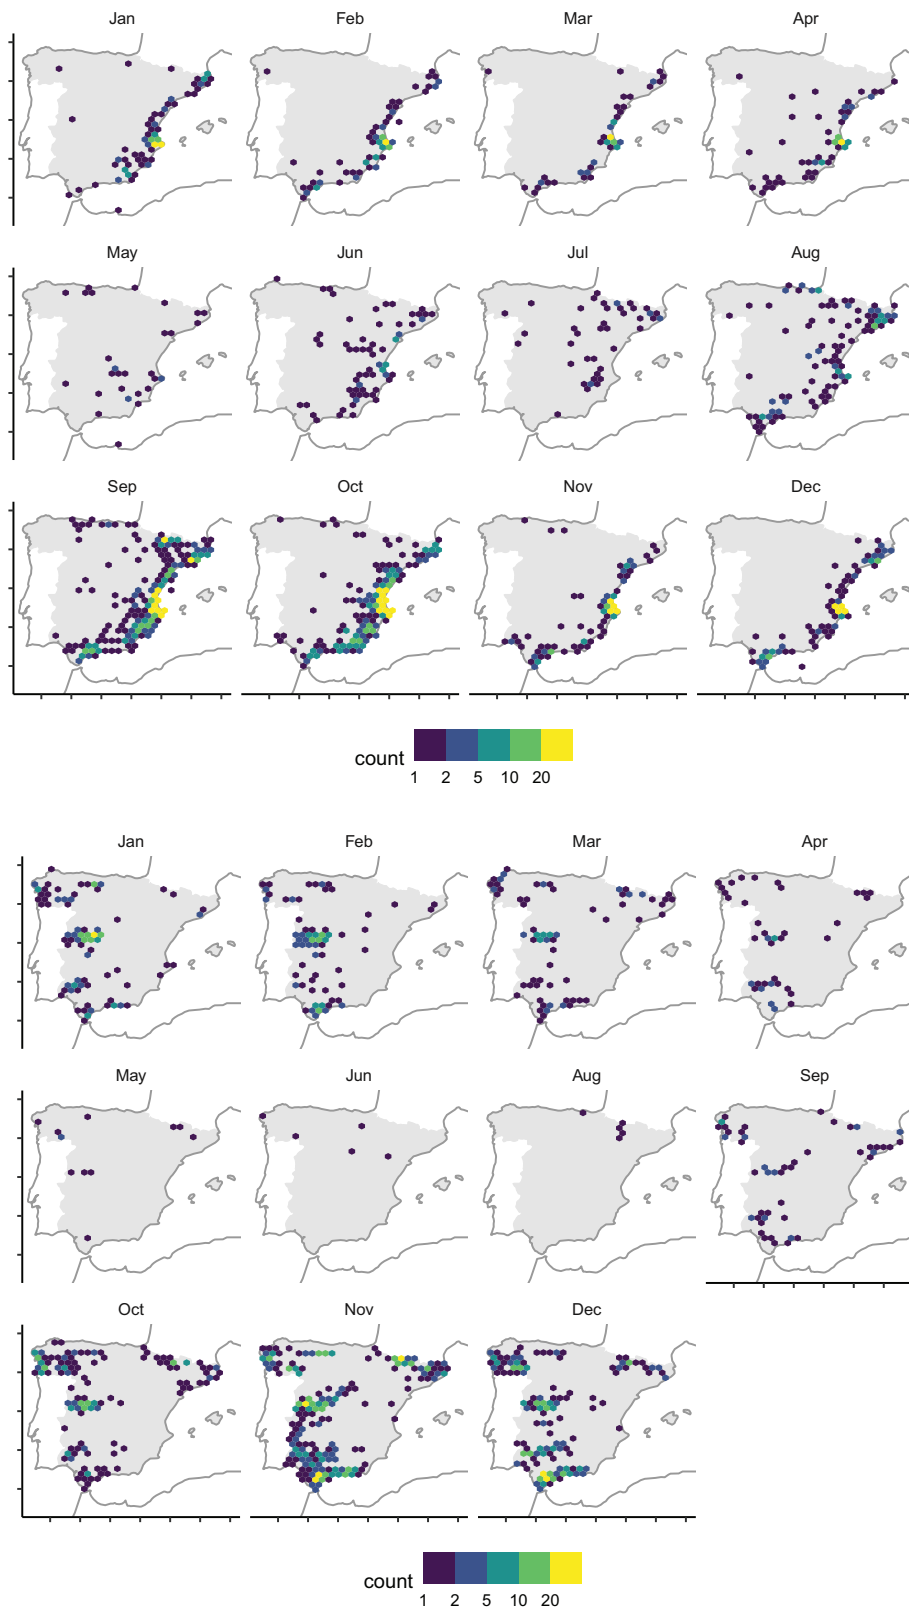 Jan Feb Mar Apr
May Jun Jul Aug
Sep Oct Nov Dec
count
1 2 5 10 20
Jan Feb Mar Apr
May Jun Aug Sep
Oct Nov Dec
count
1 2 5 10 20